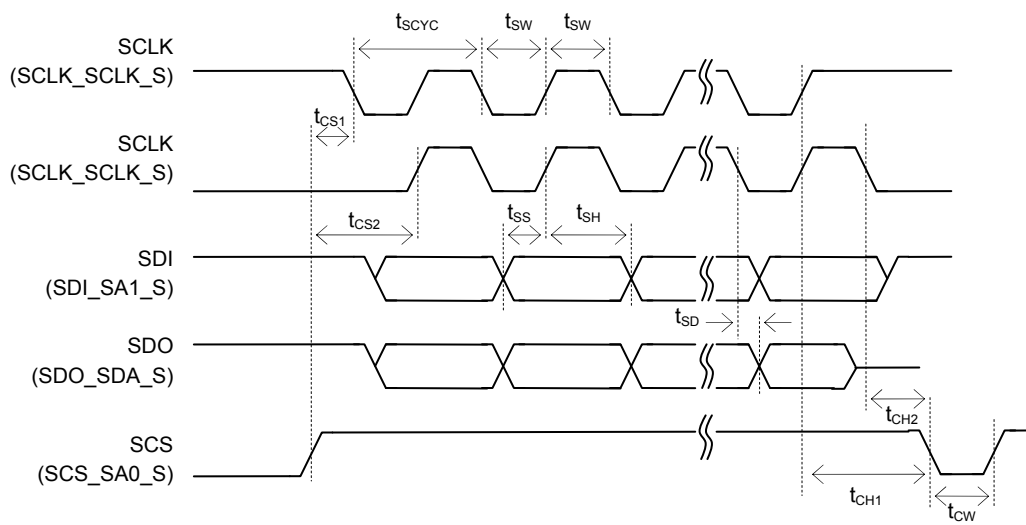 tSCYC
tSW
tSW
SCLK
(SCLK_SCLK_S)
tCS1
SCLK
(SCLK_SCLK_S)
tCS2
tSS
tSH
SDI
(SDI_SA1_S)
tSD
SDO
(SDO_SDA_S)
tCH2
SCS
(SCS_SA0_S)
tCH1
tCW